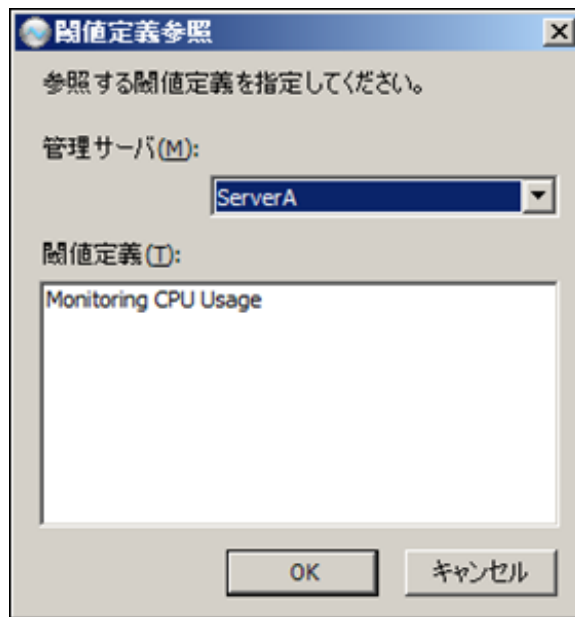 閾値定義参照
参照する閾値定義を指定してください。
管理サーバ(M):
ServerA
閾値定義(T):
Monitoring CPU Usage
OK
キャンセル